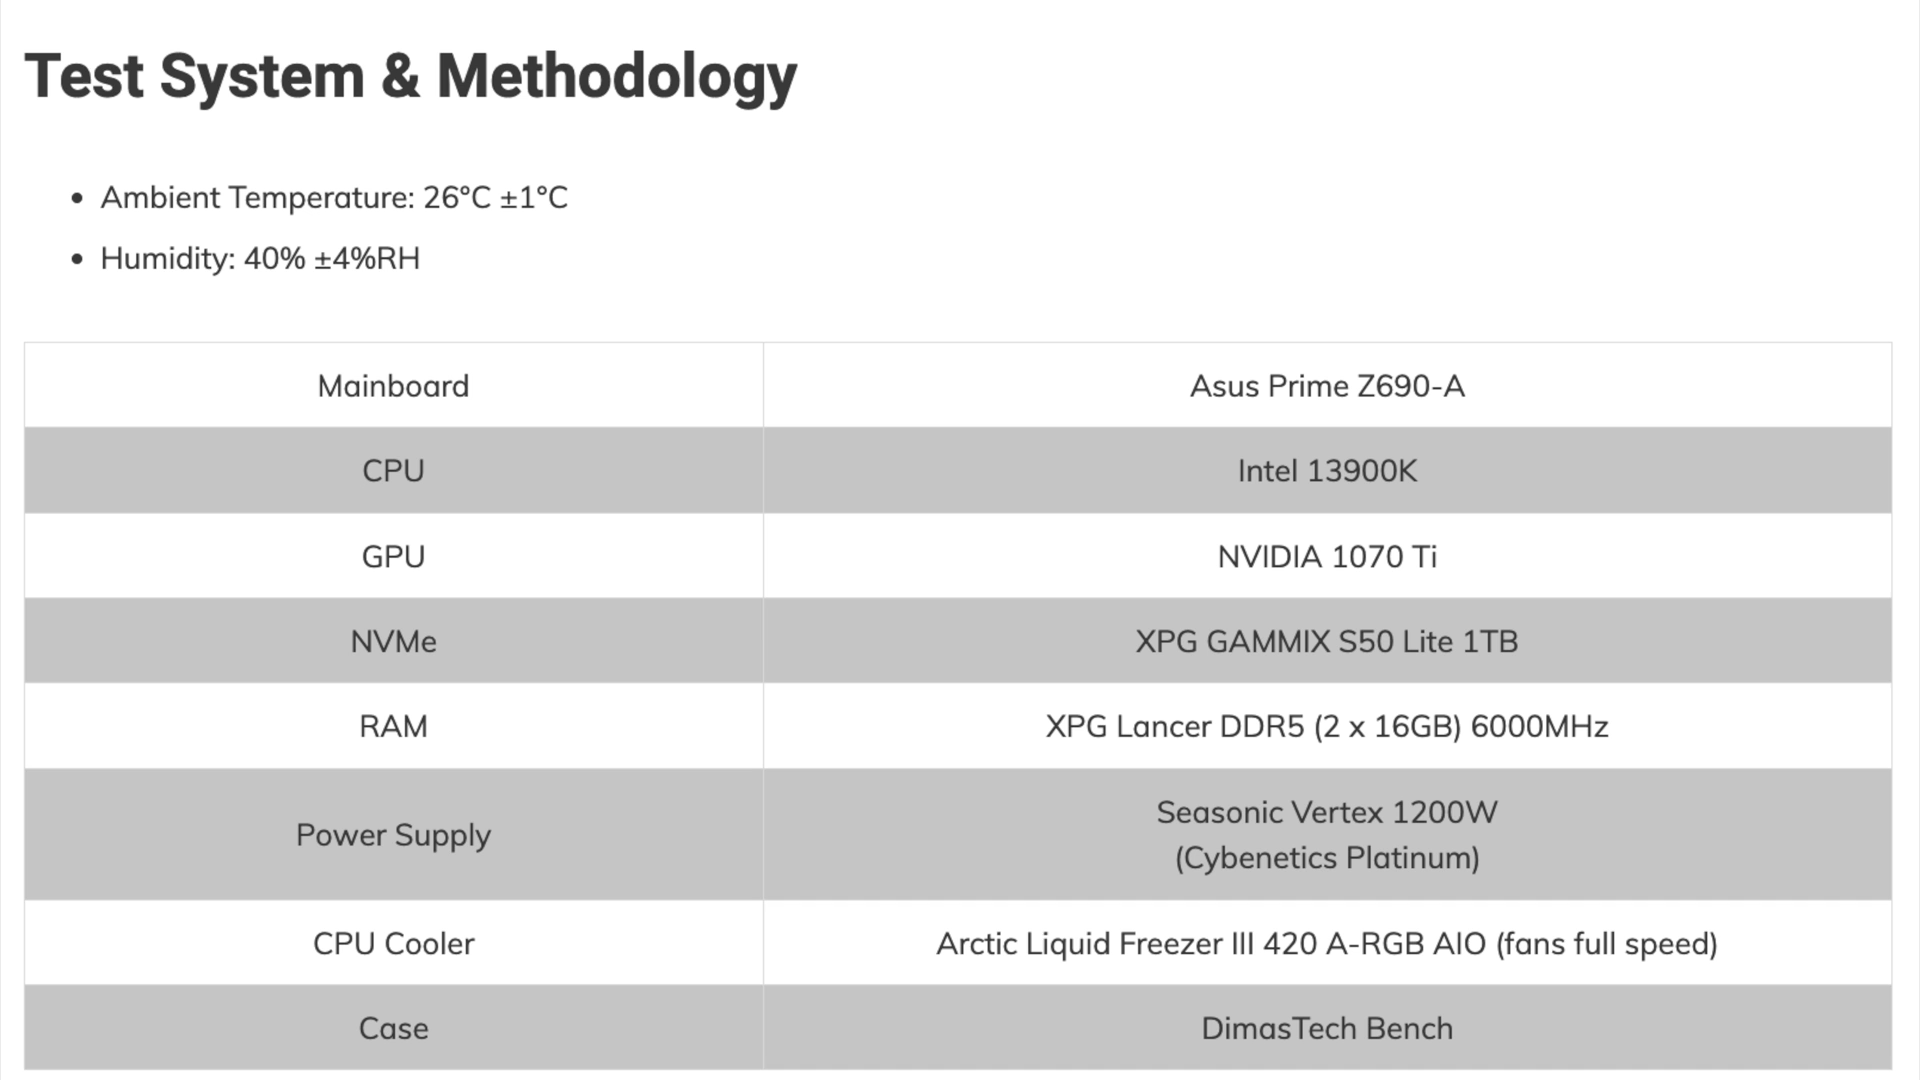 Test System & Methodology
Ambient Temperature: 26°C ±1°C
Humidity: 40% ±4%RH
Mainboard Asus Prime Z690-A
CPU Intel 13900K
GPU NVIDIA 1070 Ti
NVMe XPG GAMMIX S50 Lite 1TB
RAM XPG Lancer DDR5 (2 x 16GB) 6000MHz
Power Supply Seasonic Vertex 1200W
(Cybenetics Platinum)
CPU Cooler Arctic Liquid Freezer III 420 A-RGB AIO (fans full speed)
Case DimasTech Bench